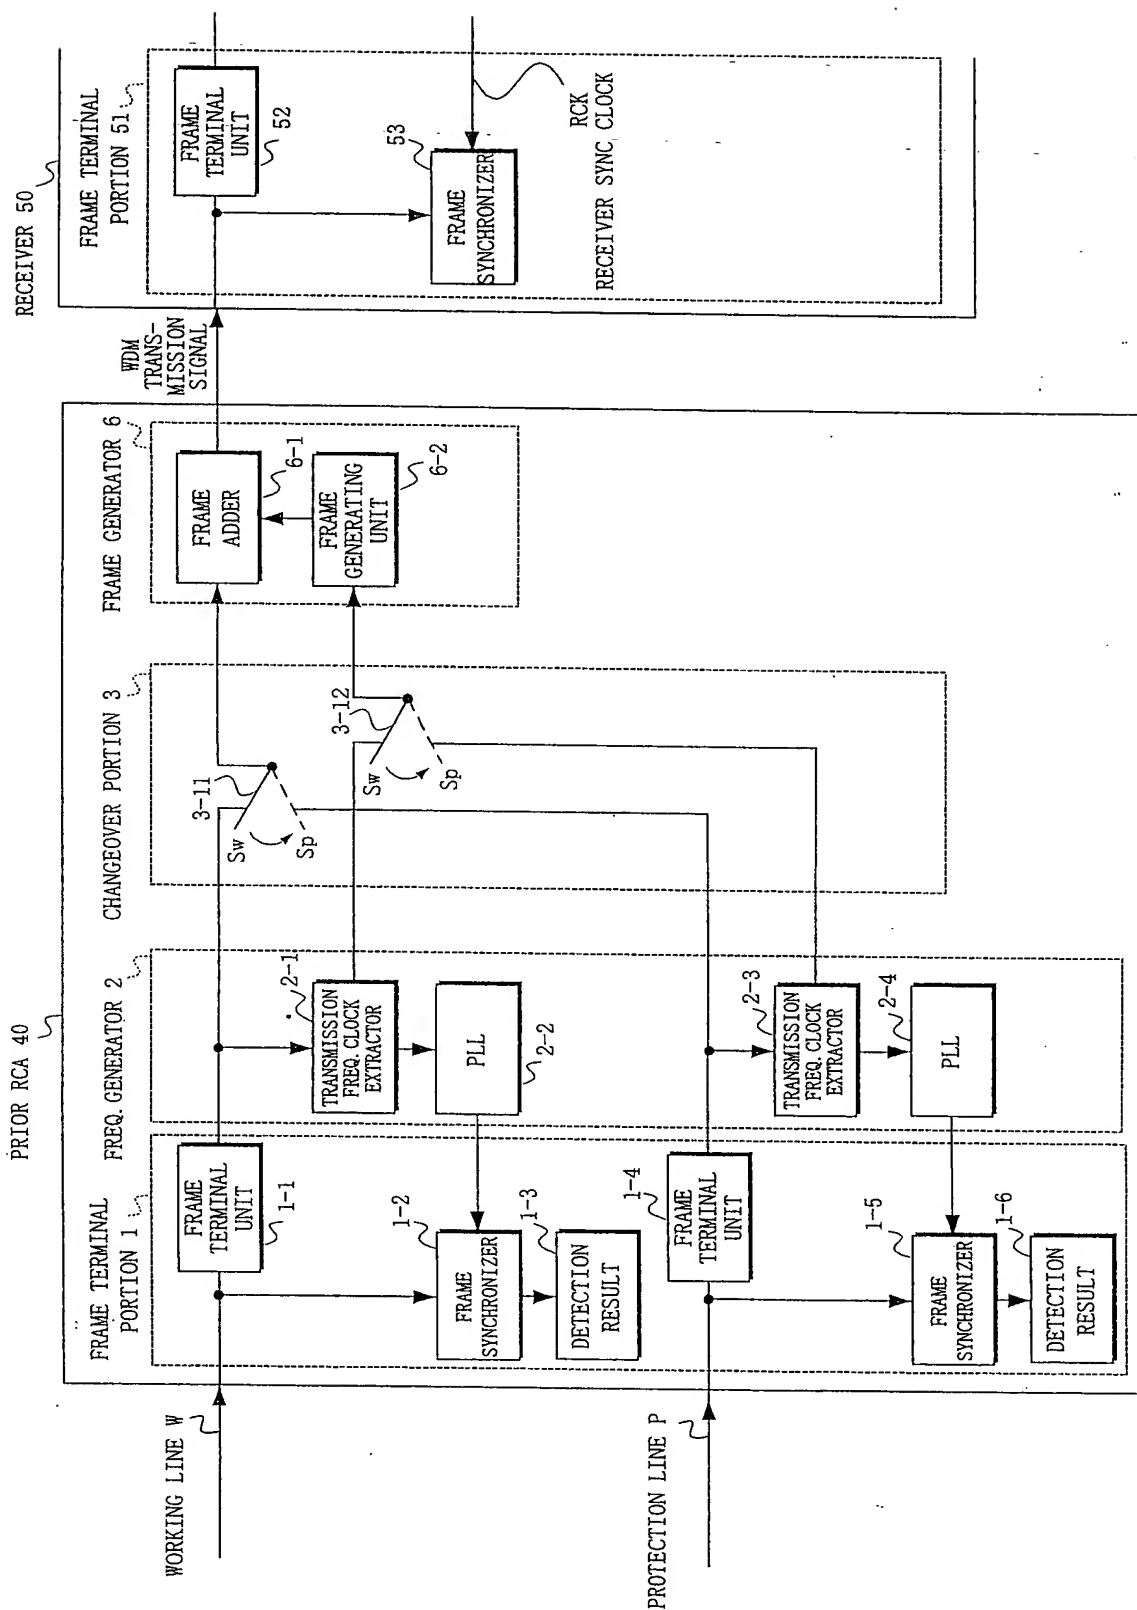 PRIOR RCA 40
RECEIVER 50
FRAME TERMINAL
PORTION 1
FREQ. GENERATOR 2
CHANGEOVER PORTION 3
FRAME GENERATOR 6
FRAME TERMINAL
PORTION 51
WORKING LINE W
FRAME
TERMINAL
UNIT
1-1
FRAME
SYNCHRONIZER
1-2
DETECTION
RESULT
1-3
TRANSMISSION
FREQ. CLOCK
EXTRACTOR
2-1
PLL
2-2
3-11
Sw
Sp
3-12
Sw
Sp
FRAME
ADDER
6-1
FRAME
GENERATING
UNIT
6-2
WDM
TRANS-
MISSION
SIGNAL
FRAME
TERMINAL
UNIT
52
FRAME
SYNCHRONIZER
53
RCK
RECEIVER SYNC CLOCK
PROTECTION LINE P
FRAME
TERMINAL
UNIT
1-4
FRAME
SYNCHRONIZER
1-5
DETECTION
RESULT
1-6
TRANSMISSION
FREQ. CLOCK
EXTRACTOR
2-3
PLL
2-4